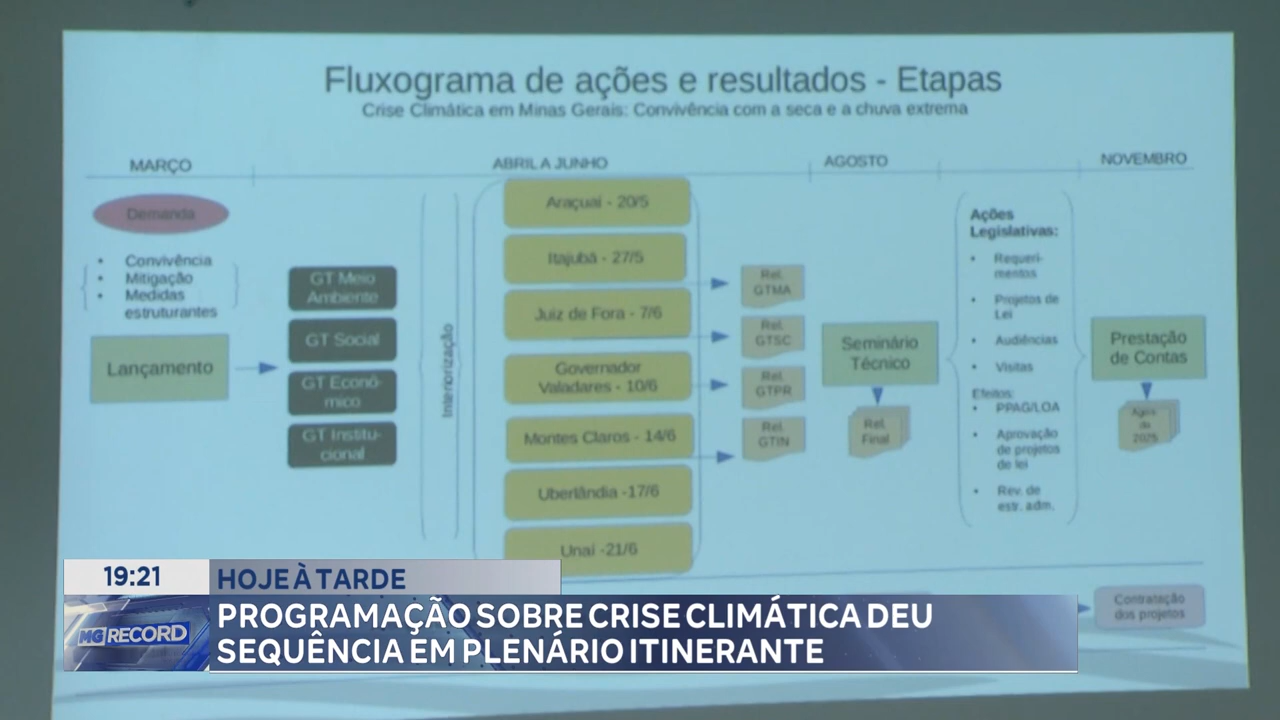 Fluxograma de ações e resultados - Etapas
Crise Climática em Minas Gerais: Convivência com a seca e a chuva extrema
MARÇO
ABRIL A JUNHO
AGOSTO
NOVEMBRO
Demanda
• Convivência
• Mitigação
• Medidas
estruturantes
Lançamento
GT Meio
Ambiente
GT Social
GT Econô-
mico
GT Institu-
cional
Interiorização
Araçuaí - 20/5
Itajubá - 27/5
Juiz de Fora - 7/6
Governador
Valadares - 10/6
Montes Claros - 14/6
Uberlândia -17/6
Unaí -21/6
Rel.
GTMA
Rel.
GTSC
Rel.
GTPR
Rel.
GTIN
Seminário
Técnico
Rel.
Final
Ações
Legislativas:
• Requeri-
mentos
• Projetos de
Lei
• Audiências
• Visitas
Efeitos:
• PPAG/LOA
• Aprovação
de projetos
de lei
• Rev. de
estr. adm.
Prestação
de Contas
2025
Contratação
dos projetos
19:21
HOJE À TARDE
MG RECORD
PROGRAMAÇÃO SOBRE CRISE CLIMÁTICA DEU
SEQUÊNCIA EM PLENÁRIO ITINERANTE